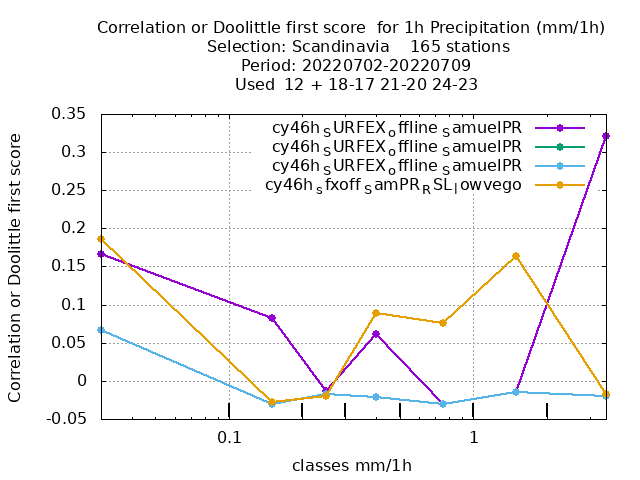 Correlation or Doolittle first score  for 1h Precipitation (mm/1h)
Selection: Scandinavia    165 stations
Period: 20220702-20220709
Used  12 + 18-17 21-20 24-23
cy46h_SURFEX_offline_SamuelPR
cy46h_SURFEX_offline_SamuelPR
cy46h_SURFEX_offline_SamuelPR
cy46h_sfxoff_SamPR_RSL_lowvego
Correlation or Doolittle first score
0.35
0.3
0.25
0.2
0.15
0.1
0.05
0
-0.05
0.1 1
classes mm/1h